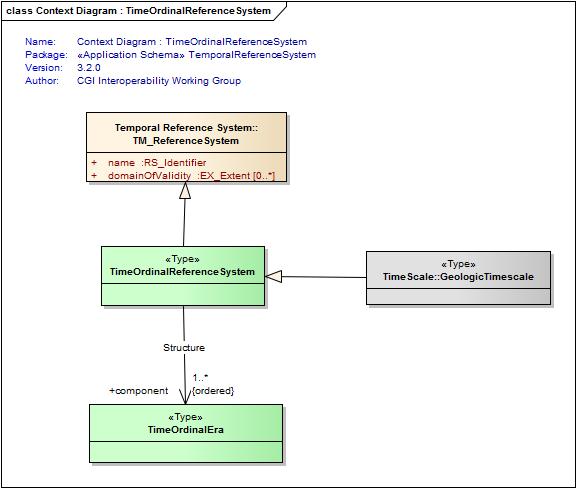 class Context Diagram : TimeOrdinalReferenceSystem
Name: Context Diagram : TimeOrdinalReferenceSystem
Package: «Application Schema» TemporalReferenceSystem
Version: 3.2.0
Author: CGI Interoperability Working Group
Temporal Reference System::
TM_ReferenceSystem
+ name :RS_Identifier
+ domainOfValidity :EX_Extent [0..*]
«Type»
TimeOrdinalReferenceSystem
«Type»
TimeScale::GeologicTimescale
Structure
1..*
+component {ordered}
«Type»
TimeOrdinalEra